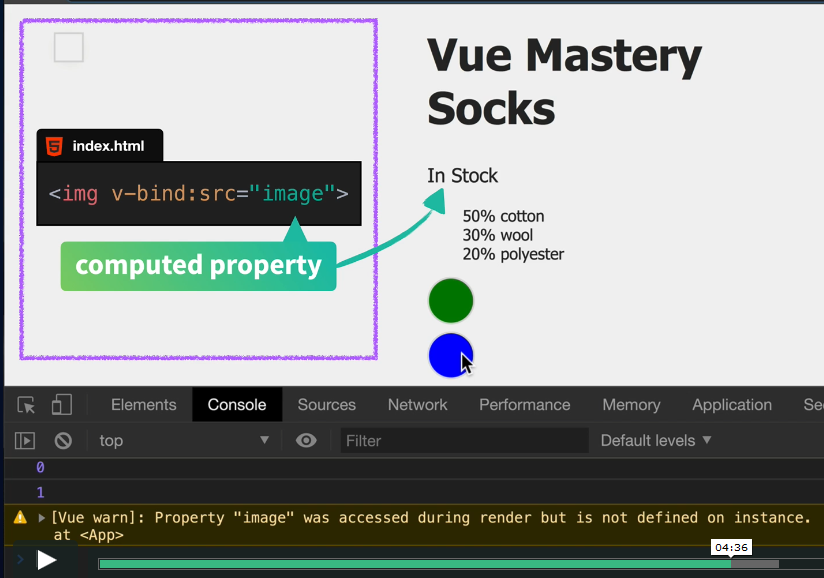 Vue Mastery
Socks
index.html
<img v-bind:src="image">
In Stock
50% cotton
30% wool
20% polyester
computed property
Elements Console Sources Network Performance Memory Application Se
top Filter Default levels
0
1
[Vue warn]: Property "image" was accessed during render but is not defined on instance.
at <App>
04:36